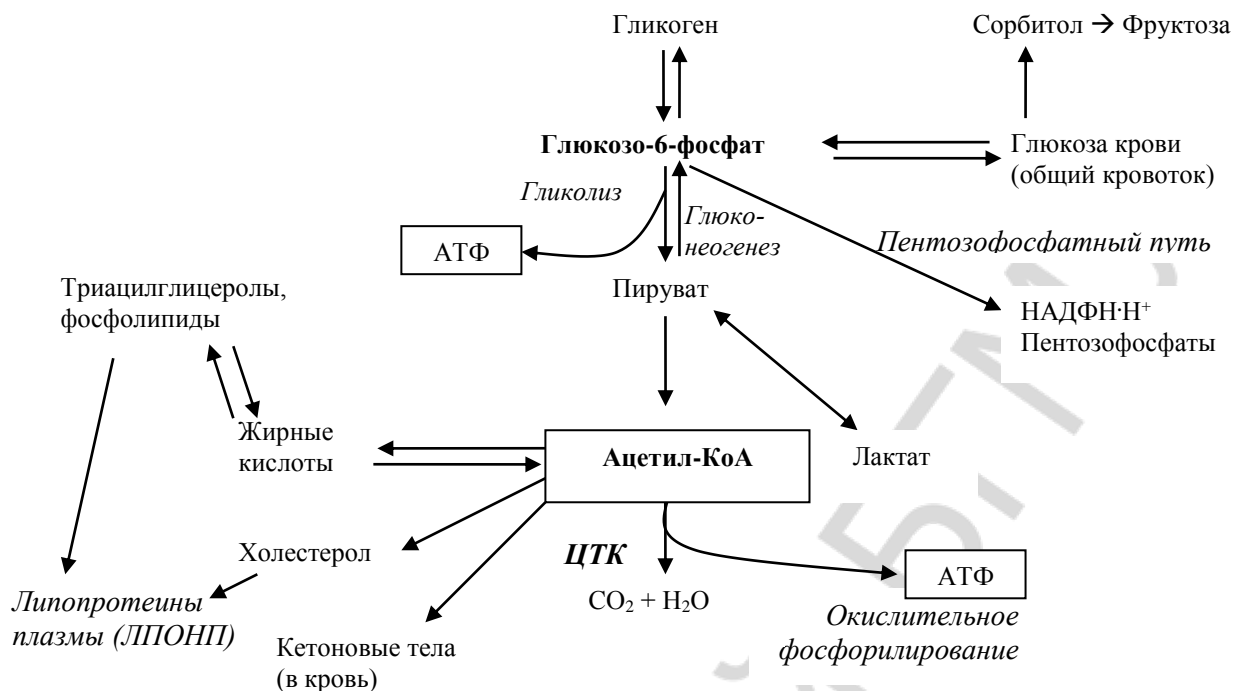 Гликоген
Сорбитол → Фруктоза
Глюкозо-6-фосфат
Глюкоза крови
(общий кровоток)
Гликолиз
Глюко-
неогенез
Пентозофосфатный путь
АТФ
Пируват
Триацилглицеролы,
фосфолипиды
НАДФН·Н⁺
Пентозофосфаты
Жирные
кислоты
Ацетил-КоА
Лактат
Холестерол
ЦТК
АТФ
Липопротеины
плазмы (ЛПОНП)
CO₂ + H₂O
Окислительное
фосфорилирование
Кетоновые тела
(в кровь)